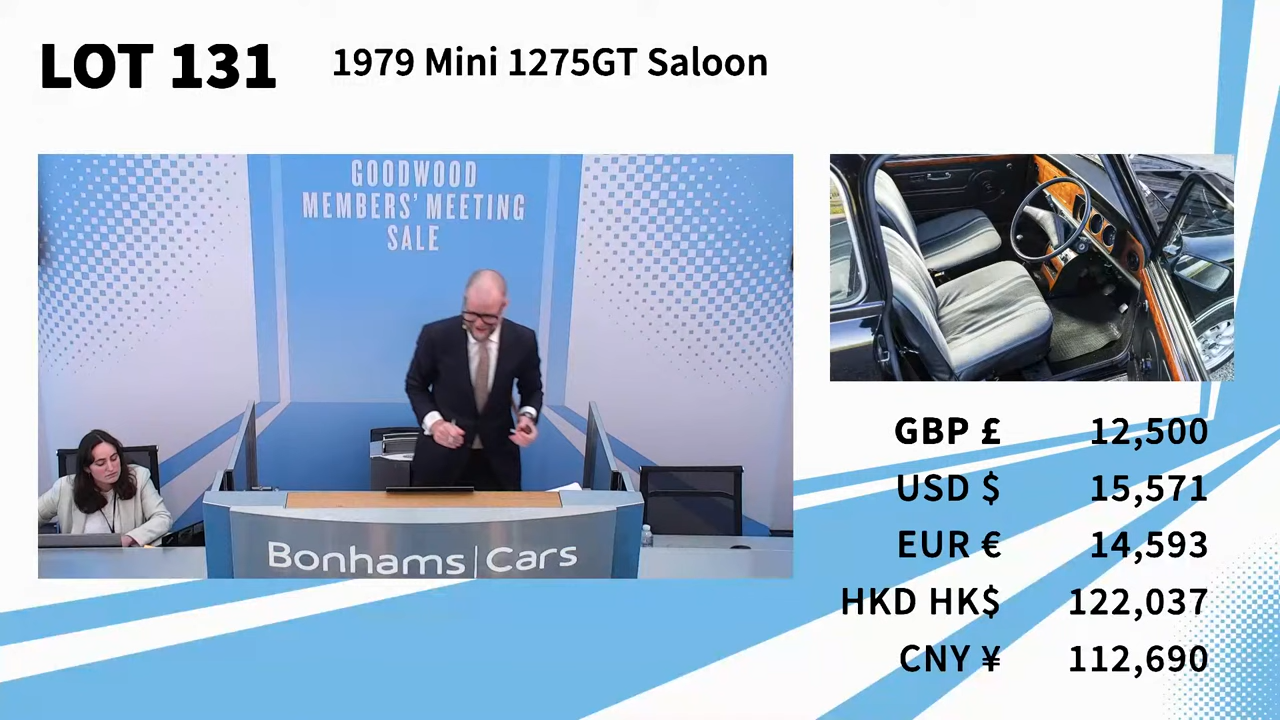 LOT 131
1979 Mini 1275GT Saloon
GOODWOOD
MEMBERS' MEETING
SALE
Bonhams|Cars
GBP £ 12,500
USD $ 15,571
EUR € 14,593
HKD HK$ 122,037
CNY ¥ 112,690